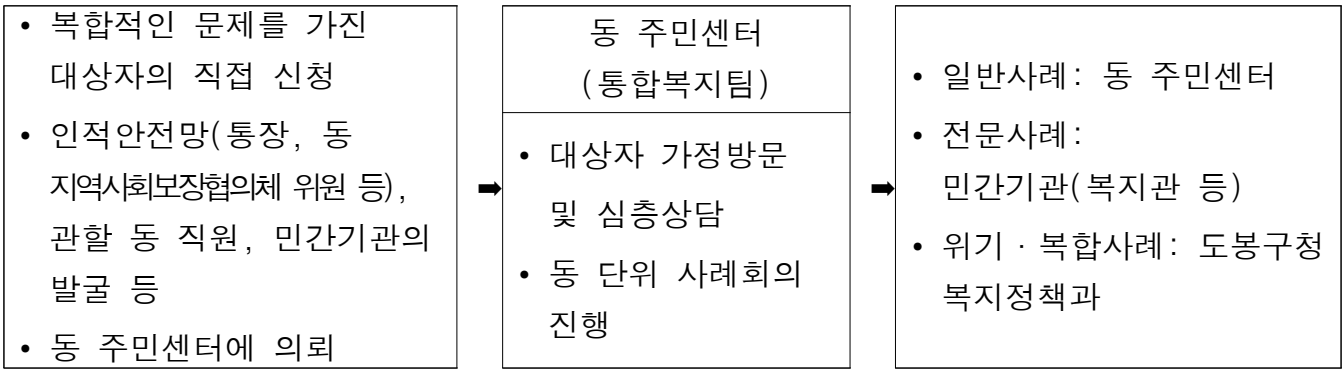 • 복합적인 문제를 가진
대상자의 직접 신청
• 인적안전망(통장, 동
지역사회보장협의체 위원 등),
관할 동 직원, 민간기관의
발굴 등
• 동 주민센터에 의뢰
➡
동 주민센터
(통합복지팀)
• 대상자 가정방문
및 심층상담
• 동 단위 사례회의
진행
➡
• 일반사례: 동 주민센터
• 전문사례:
민간기관(복지관 등)
• 위기·복합사례: 도봉구청
복지정책과